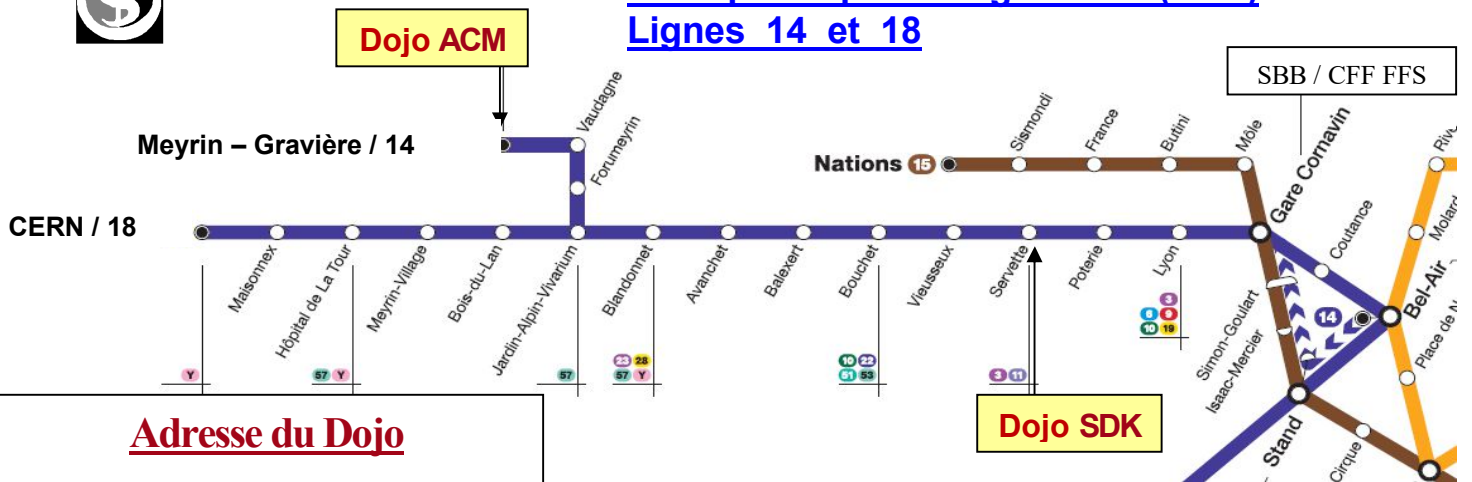 Lignes 14 et 18
Dojo ACM
SBB / CFF FFS
Meyrin – Gravière / 14
Vaudagne
Forumeyrin
Nations 15
Sismondi
France
Butini
Môle
Gare Cornavin
Coutance
Molard
Bel-Air
CERN / 18
Maisonnex
Hôpital de La Tour
Meyrin-Village
Bois-du-Lan
Jardin-Alpin-Vivarium
Blandonnet
Avanchet
Balexert
Bouchet
Vieusseux
Servette
Poterie
Lyon
14
Simon-Goulart
Isaac-Mercier
Place de
Stand
Cirque
Y
57 Y
57
23 28
57 Y
10 22
51 53
3 11
3
6 9
10 19
Adresse du Dojo
Dojo SDK